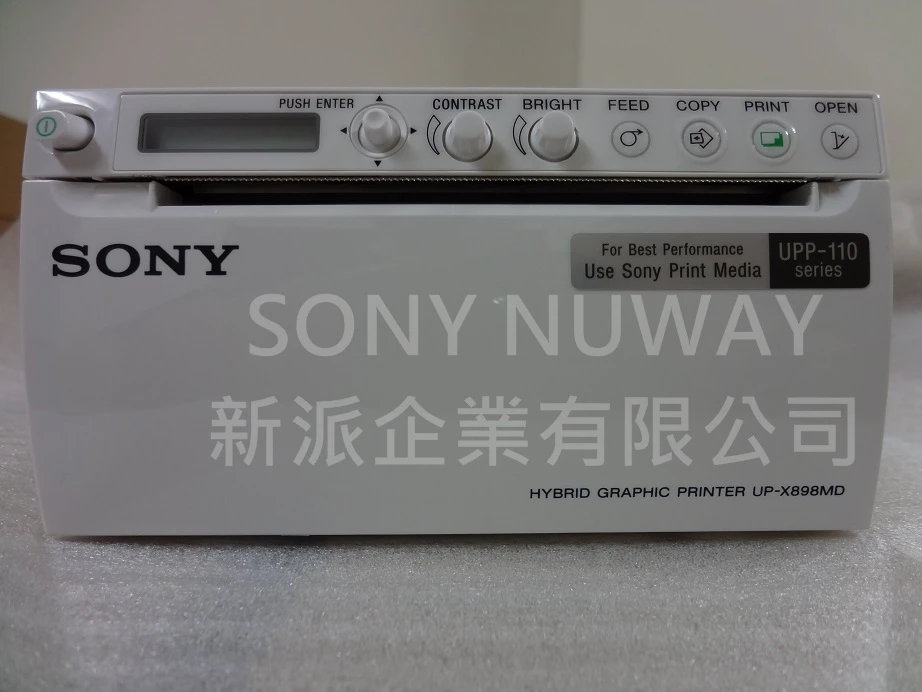 PUSH ENTER CONTRAST BRIGHT FEED COPY PRINT OPEN
SONY
For Best Performance
Use Sony Print Media
UPP-110
series
SONY NUWAY
新派企業有限公司
HYBRID GRAPHIC PRINTER UP-X898MD